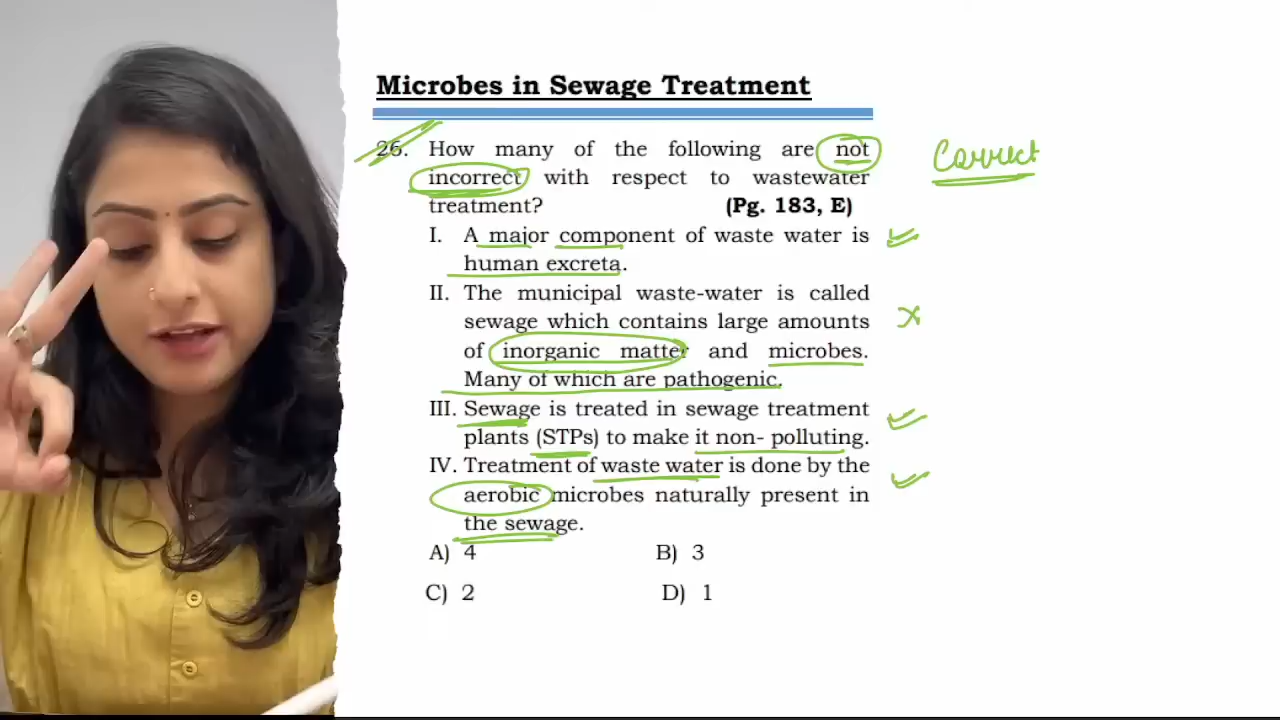 Microbes in Sewage Treatment
26. How many of the following are not
Correct
incorrect with respect to wastewater
treatment? (Pg. 183, E)
I. A major component of waste water is
human excreta.
II. The municipal waste-water is called
sewage which contains large amounts
of inorganic matter and microbes.
Many of which are pathogenic.
III. Sewage is treated in sewage treatment
plants (STPs) to make it non- polluting.
IV. Treatment of waste water is done by the
aerobic microbes naturally present in
the sewage.
A) 4 B) 3
C) 2 D) 1